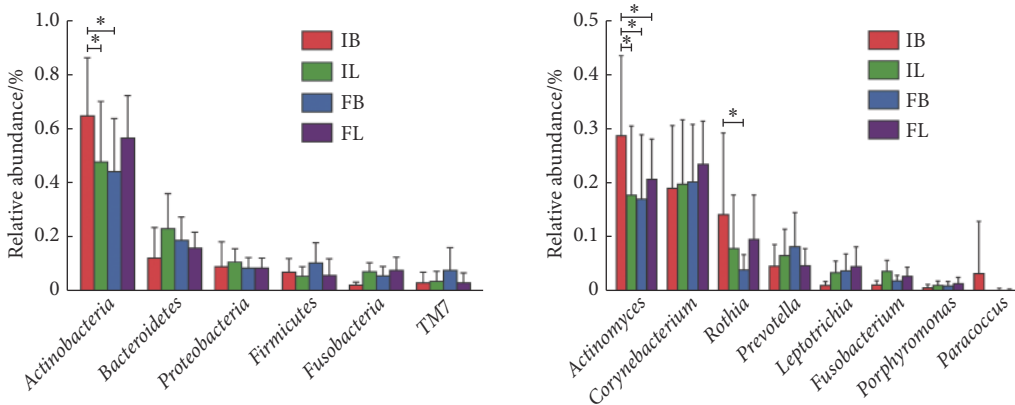 Relative abundance/%
1.0
0.8
0.6
0.4
0.2
0
*
*
IB
IL
FB
FL
Actinobacteria
Bacteroidetes
Proteobacteria
Firmicutes
Fusobacteria
TM7
Relative abundance/%
0.5
0.4
0.3
0.2
0.1
0
*
*
*
*
IB
IL
FB
FL
Actinomyces
Corynebacterium
Rothia
Prevotella
Leptotrichia
Fusobacterium
Porphyromonas
Paracoccus